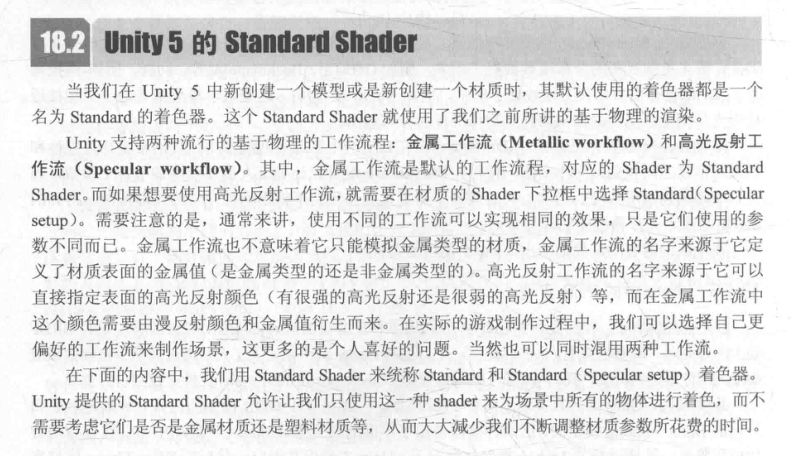 18.2 Unity 5 的 Standard Shader
当我们在 Unity 5 中新创建一个模型或是新创建一个材质时，其默认使用的着色器都是一个
名为 Standard 的着色器。这个 Standard Shader 就使用了我们之前所讲的基于物理的渲染。
Unity 支持两种流行的基于物理的工作流程：金属工作流（Metallic workflow）和高光反射工
作流（Specular workflow）。其中，金属工作流是默认的工作流程，对应的 Shader 为 Standard
Shader。而如果想要使用高光反射工作流，就需要在材质的 Shader 下拉框中选择 Standard（Specular
setup）。需要注意的是，通常来讲，使用不同的工作流可以实现相同的效果，只是它们使用的参
数不同而已。金属工作流也不意味着它只能模拟金属类型的材质，金属工作流的名字来源于它定
义了材质表面的金属值（是金属类型的还是非金属类型的）。高光反射工作流的名字来源于它可以
直接指定表面的高光反射颜色（有很强的高光反射还是很弱的高光反射）等，而在金属工作流中
这个颜色需要由漫反射颜色和金属值衍生而来。在实际的游戏制作过程中，我们可以选择自己更
偏好的工作流来制作场景，这更多的是个人喜好的问题。当然也可以同时混用两种工作流。
在下面的内容中，我们用 Standard Shader 来统称 Standard 和 Standard（Specular setup）着色器。
Unity 提供的 Standard Shader 允许让我们只使用这一种 shader 来为场景中所有的物体进行着色，而不
需要考虑它们是否是金属材质还是塑料材质等，从而大大减少我们不断调整材质参数所花费的时间。